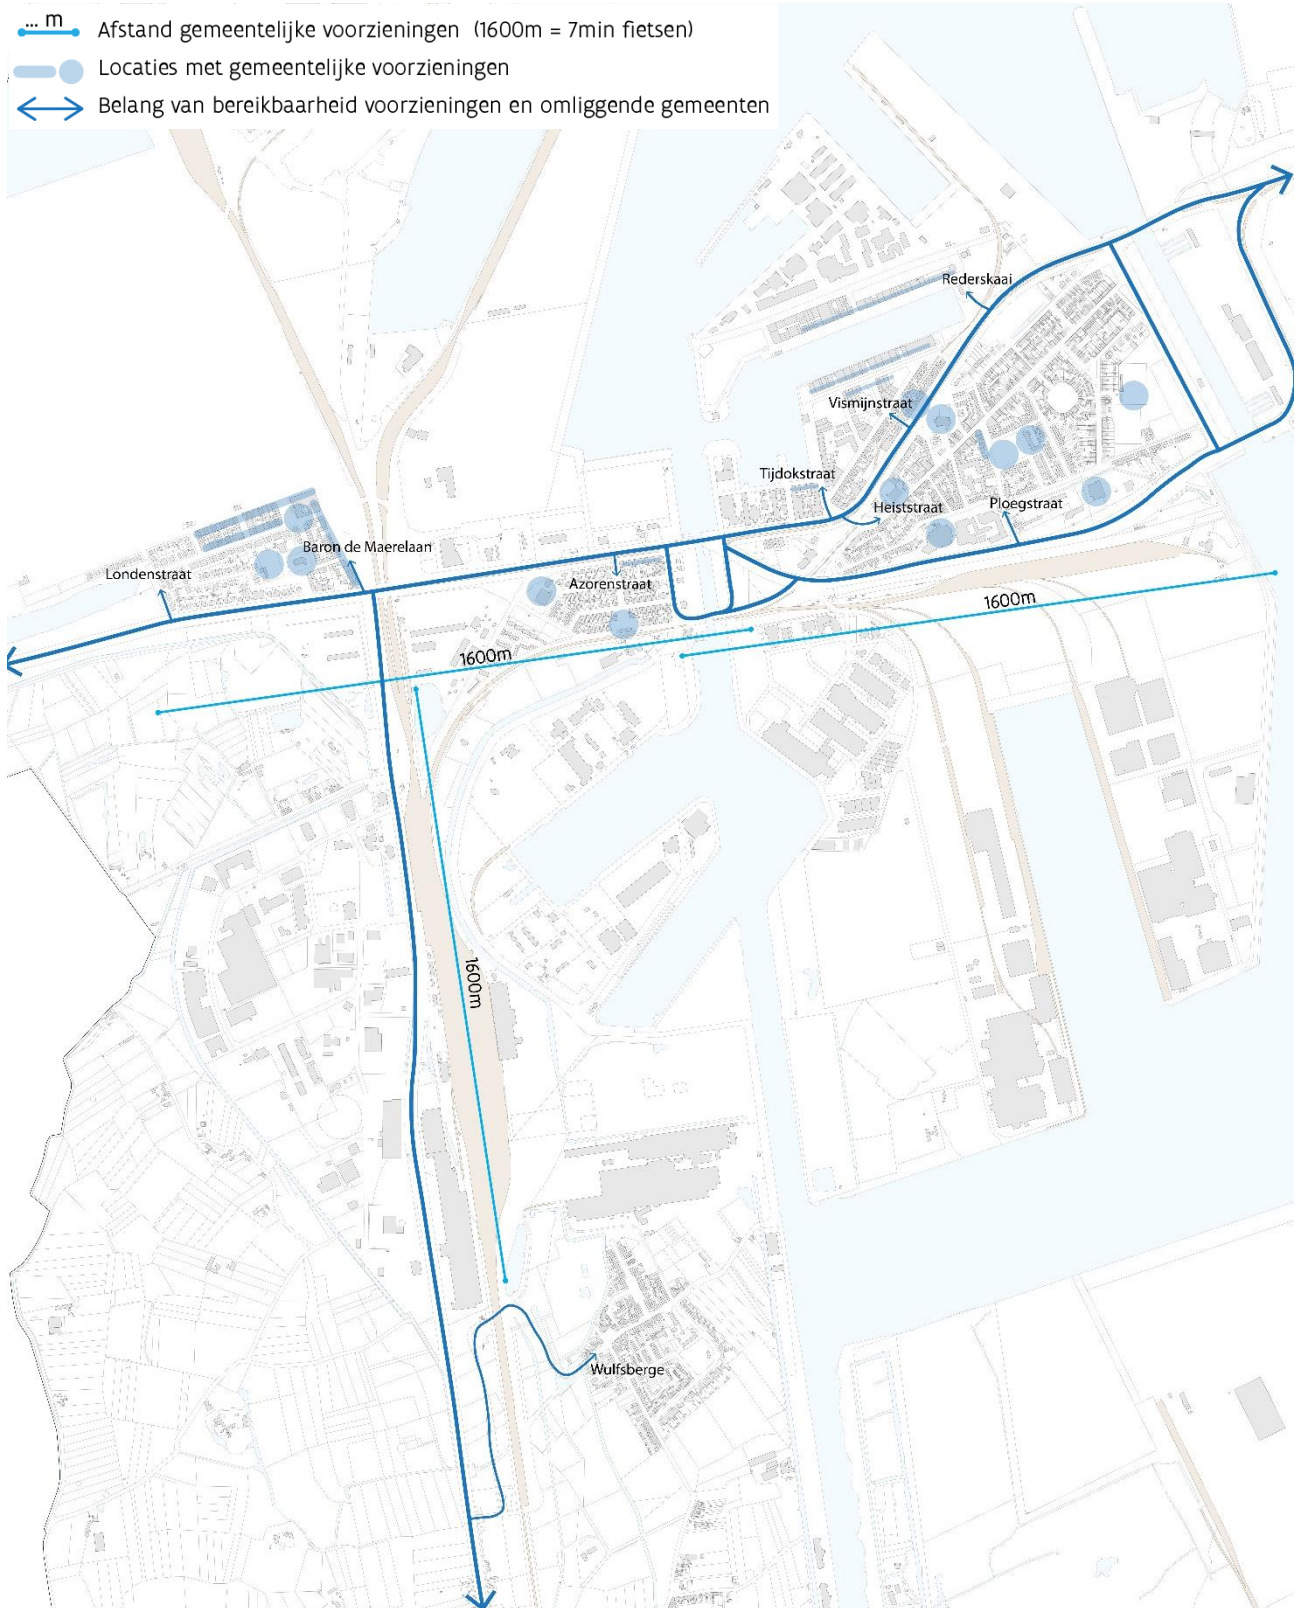 ... m
Afstand gemeentelijke voorzieningen (1600m = 7min fietsen)
Locaties met gemeentelijke voorzieningen
Belang van bereikbaarheid voorzieningen en omliggende gemeenten
Rederskaai
Vismijnstraat
Tijdokstraat
Heiststraat
Ploegstraat
Baron de Maerelaan
Londenstraat
Azorenstraat
1600m
1600m
1600m
Wulfsberge